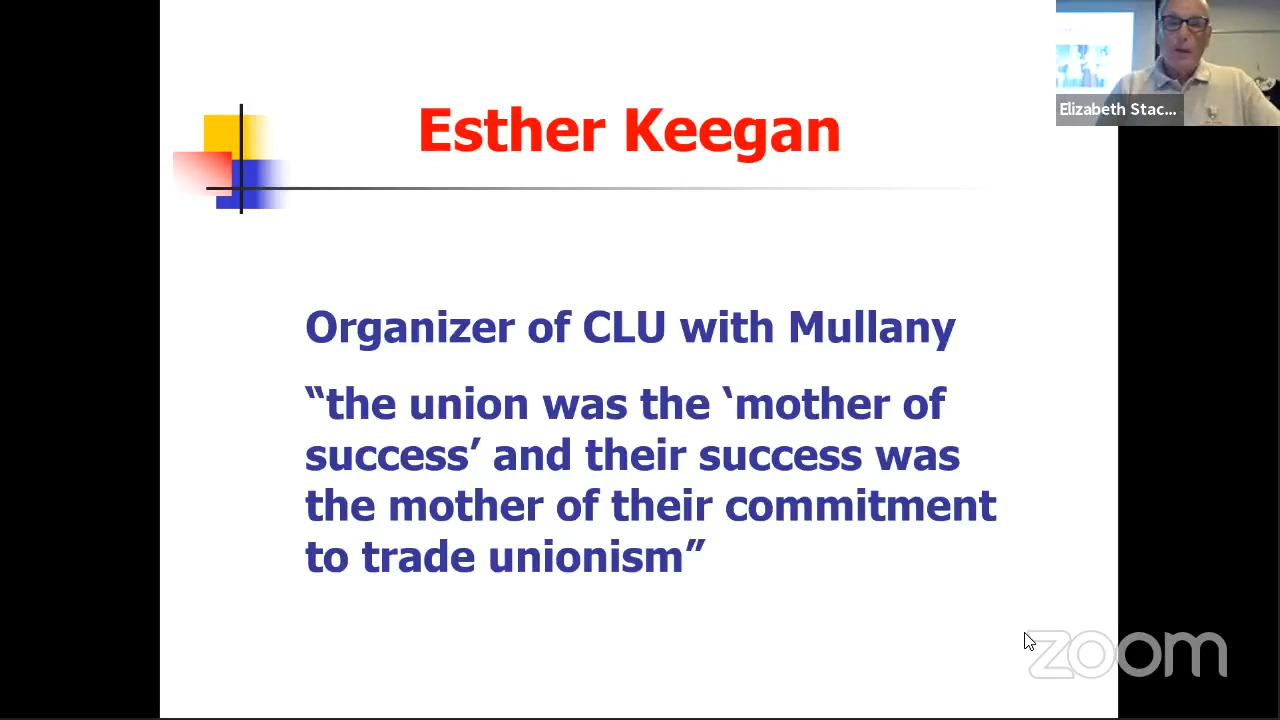 Esther Keegan
Elizabeth Stac...
Organizer of CLU with Mullany
“the union was the ‘mother of
success’ and their success was
the mother of their commitment
to trade unionism”
zoom